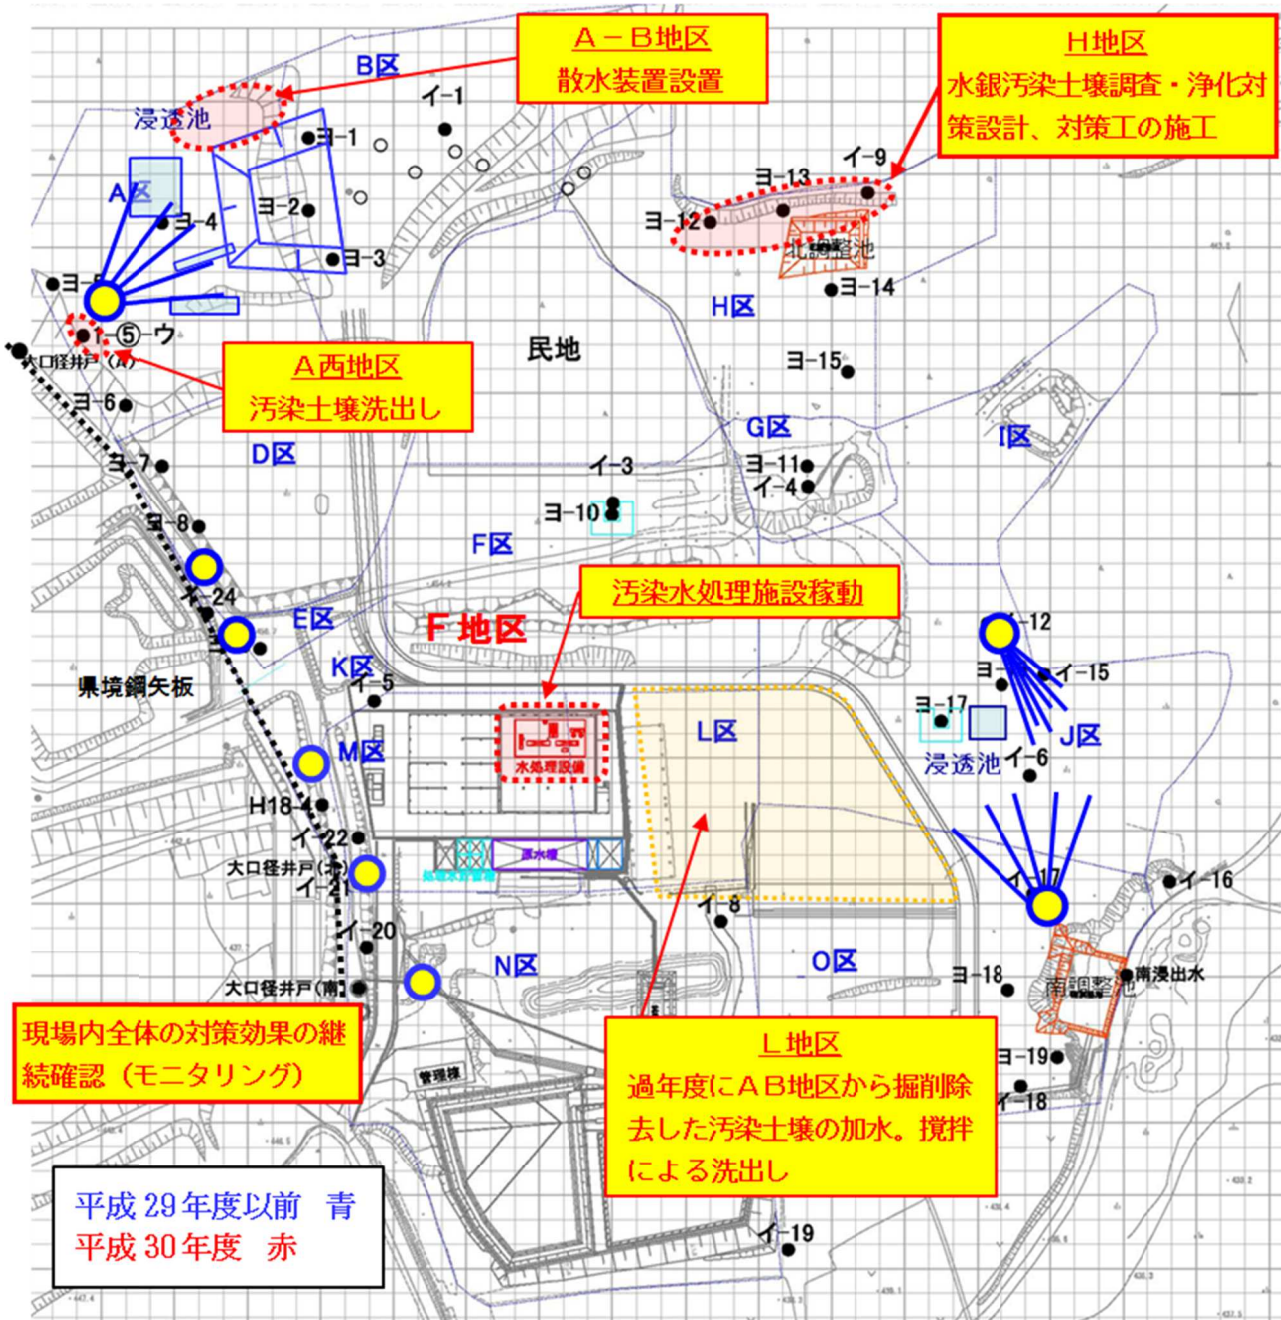 A－B地区
散水装置設置
H地区
水銀汚染土壌調査・浄化対
策設計、対策工の施工
B区
イ-1
浸透池
ヨ-1
A区
ヨ-2
ヨ-4
ヨ-3
ヨ-5
イ-9
ヨ-13
ヨ-12
北調整池
ヨ-14
H区
1-⑤-ウ
大口径井戸(A)
民地
A西地区
汚染土壌洗出し
ヨ-15
ヨ-6
D区
G区
I区
ヨ-7
イ-3
ヨ-11
イ-4
ヨ-8
ヨ-10
F区
汚染水処理施設稼動
イ-24
E区
F地区
イ-12
K区
県境鋼矢板
イ-5
イ-15
ヨ-17
L区
J区
M区
水処理設備
浸透池
イ-6
H18-4
イ-22
大口径井戸(北)
原水槽
イ-21
イ-17
イ-16
イ-8
イ-20
N区
O区
ヨ-18
南浸出水
大口径井戸(南)
南調整池
現場内全体の対策効果の継
続確認（モニタリング）
L地区
過年度にAB地区から掘削除
去した汚染土壌の加水。撹拌
による洗出し
ヨ-19
イ-18
管理棟
平成29年度以前　青
平成30年度　赤
イ-19